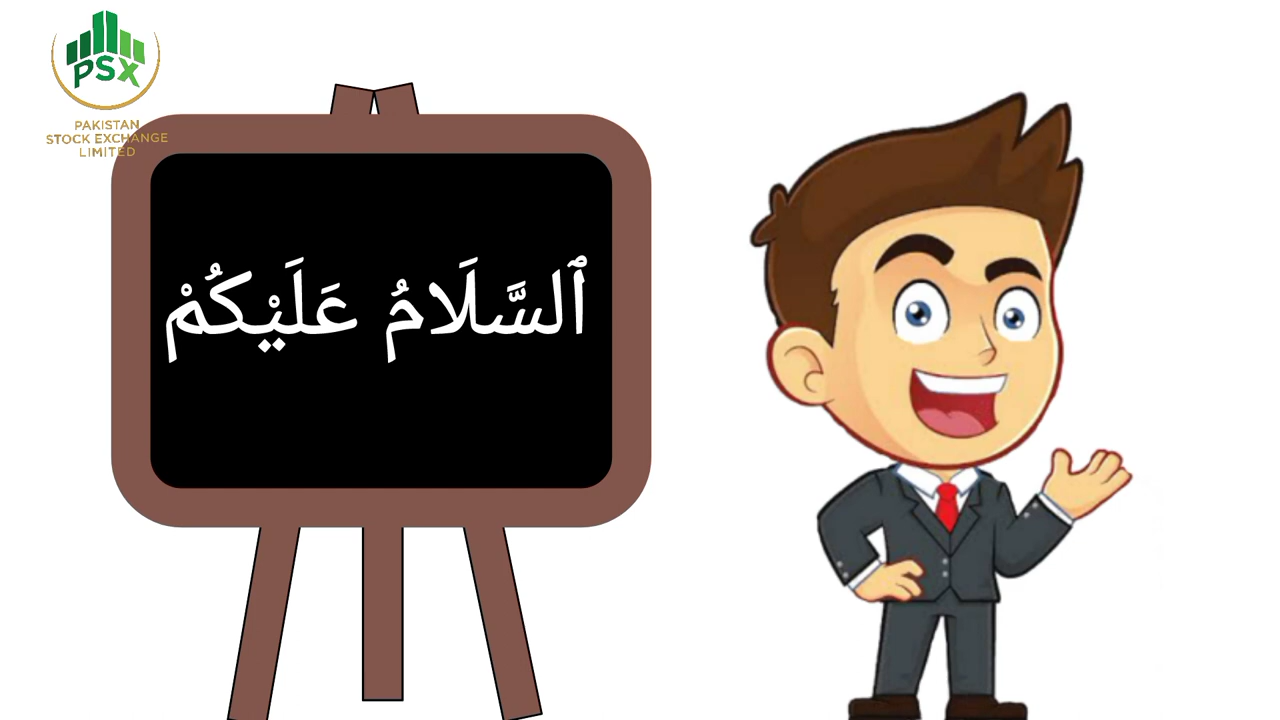 PSX
PAKISTAN
STOCK EXCHANGE
LIMITED
ٱلسَّلَامُ عَلَيْكُمْ